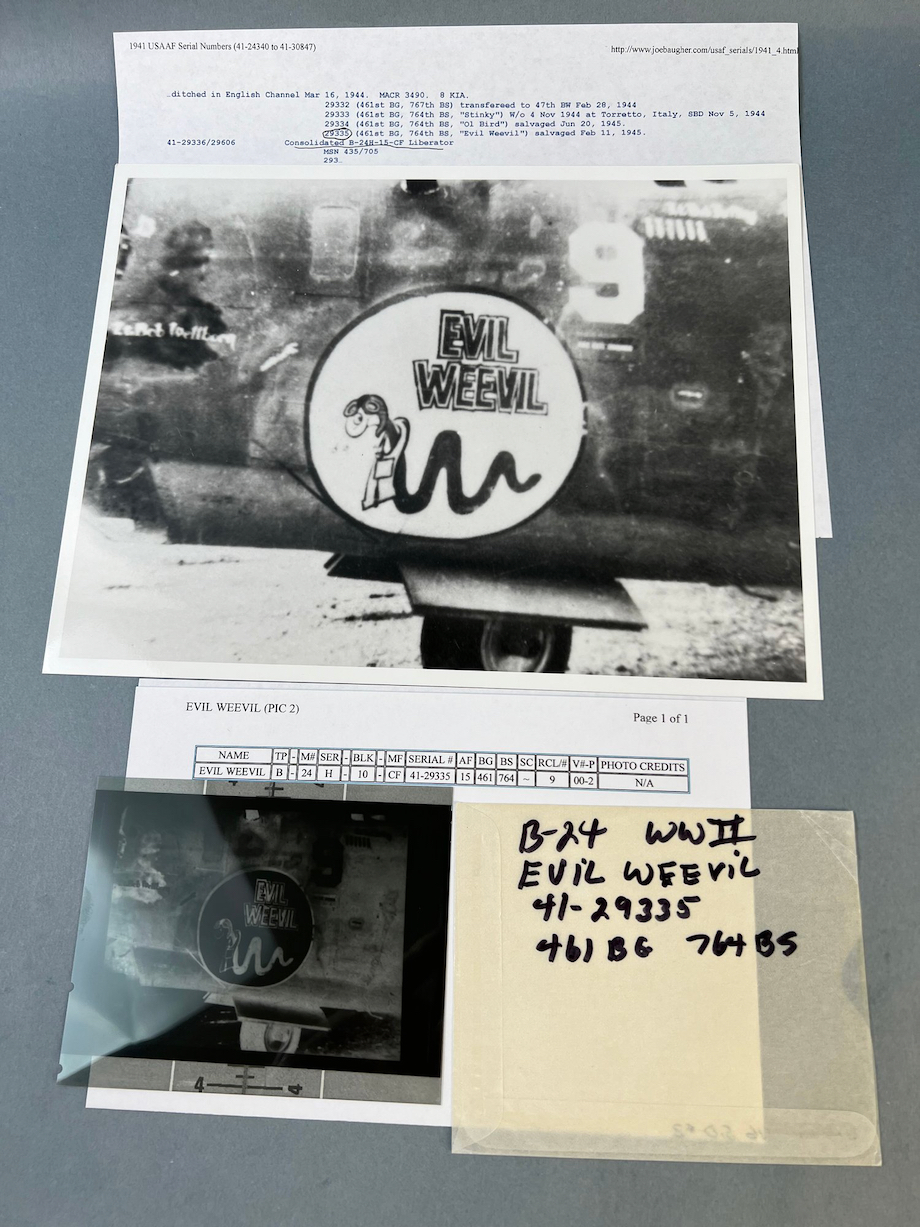 1941 USAAF Serial Numbers (41-24340 to 41-30847)
http://www.joebaugher.com/usaf_serials/1941_4.html
ditched in English Channel Mar 16, 1944. MACR 3490. 8 KIA.
29332 (461st BG, 767th BS) transfereed to 47th BW Feb 28, 1944
29333 (461st BG, 764th BS, "Stinky") W/o 4 Nov 1944 at Torretto, Italy, SBD Nov 5, 1944
29334 (461st BG, 764th BS, "Ol Bird") salvaged Jun 20, 1945.
29335 (461st BG, 764th BS, "Evil Weevil") salvaged Feb 11, 1945.
41-29336/29606 Consolidated B-24H-15-CF Liberator
MSN 435/705
293
9
EVIL
WEEVIL
EVIL WEEVIL (PIC 2)
Page 1 of 1
NAME TP - M# SER - BLK - MF SERIAL # AF BG BS SC RCL/# V#-P PHOTO CREDITS
EVIL WEEVIL B - 24 H - 10 - CF 41-29335 15 461 764 ~ 9 00-2 N/A
EVIL
WEEVIL
4 4
B-24 WWII
EVIL WEEVIL
41-29335
461 BG 764 BS